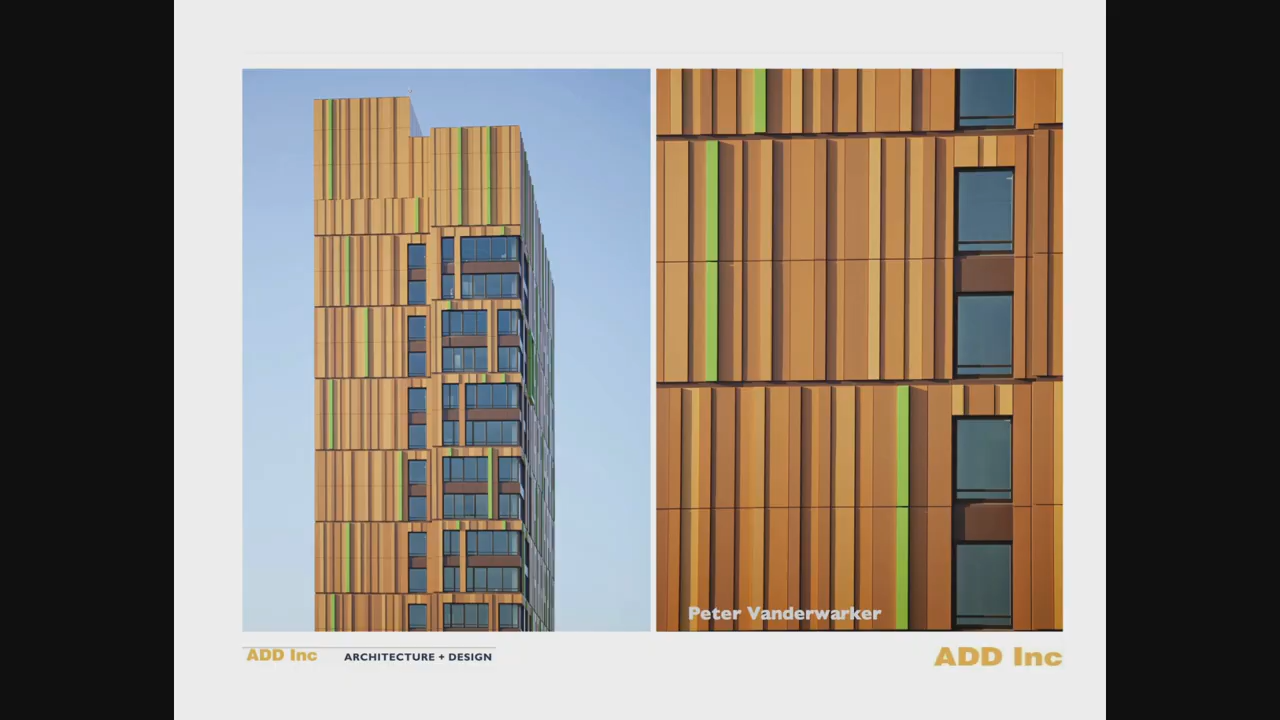 Peter Vanderwarker
ADD Inc
ARCHITECTURE + DESIGN
ADD Inc